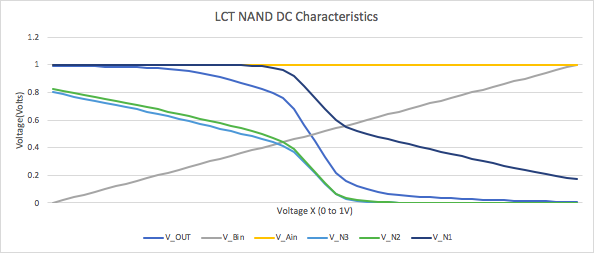 LCT NAND DC Characteristics
1.2
1
0.8
0.6
0.4
0.2
0
Voltage(Volts)
Voltage X (0 to 1V)
V_OUT V_Bin V_Ain V_N3 V_N2 V_N1